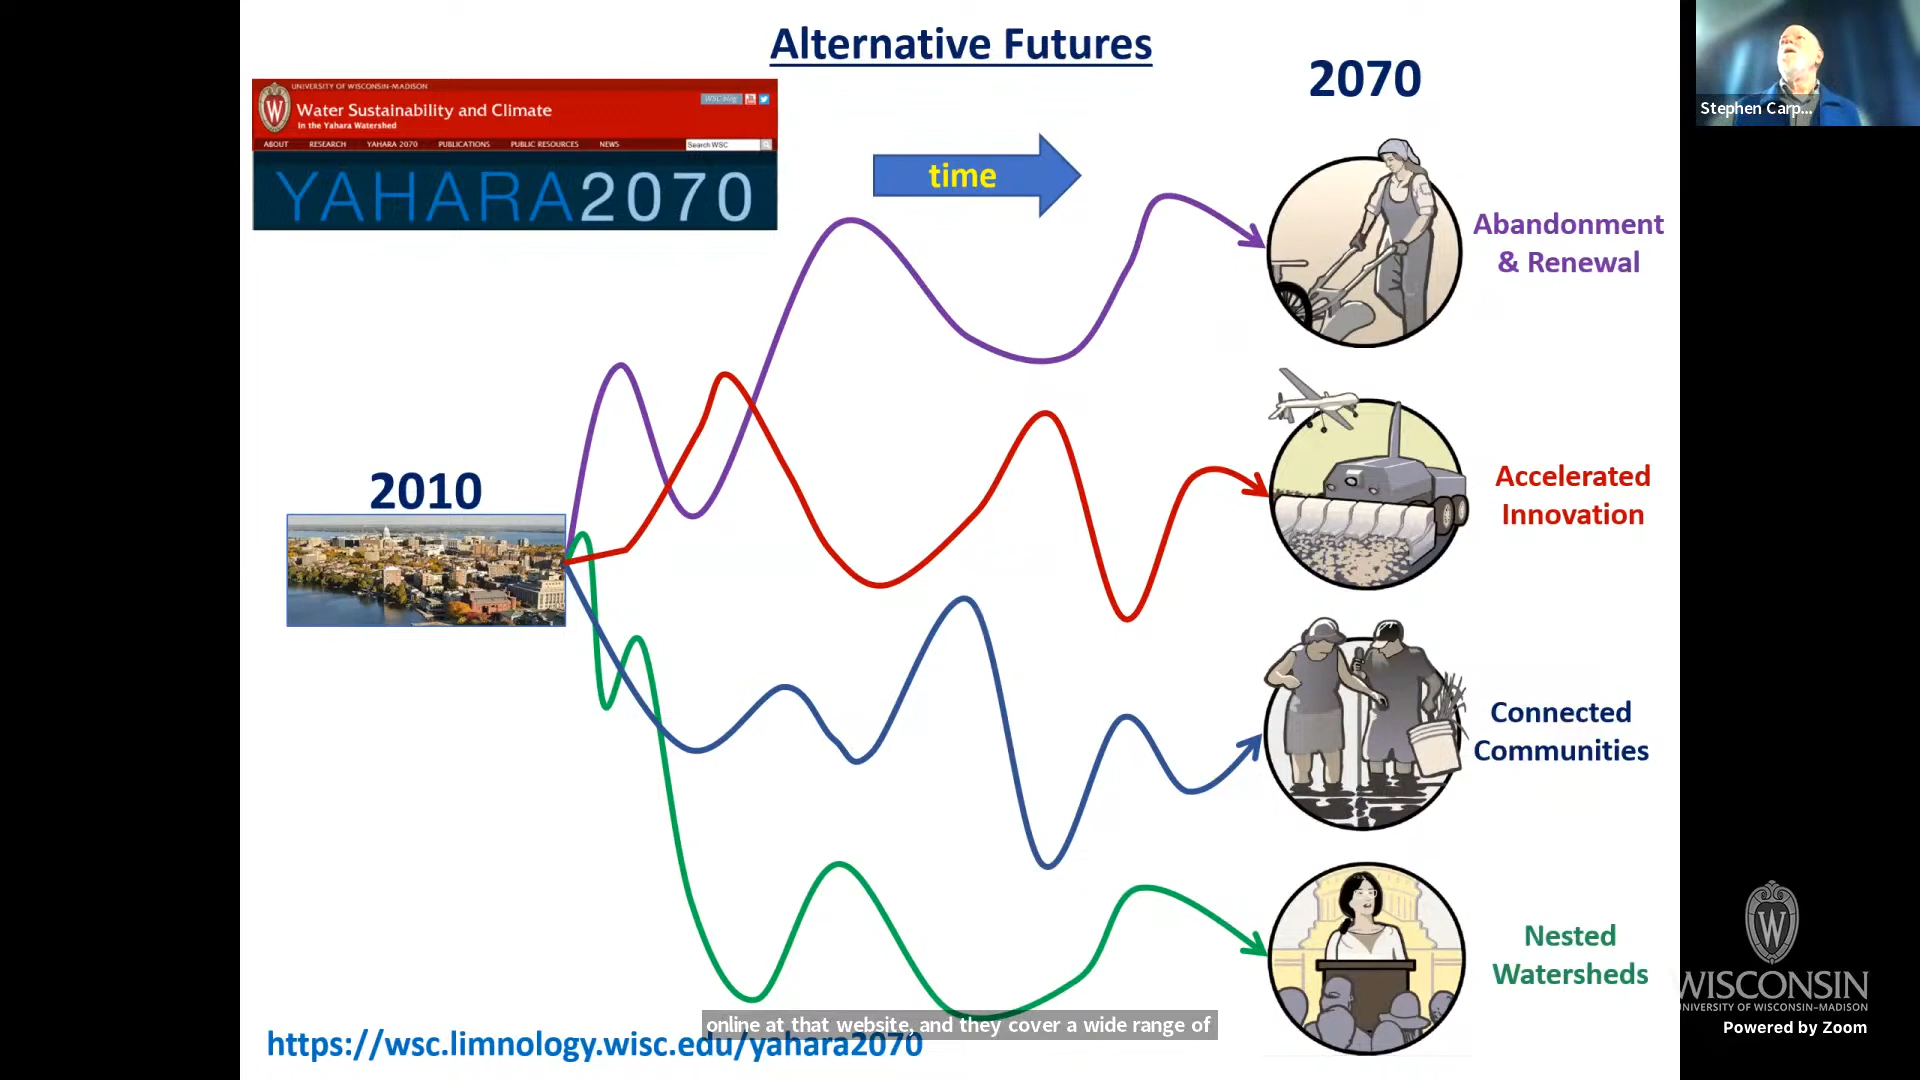 Alternative Futures
2070
Stephen Carp...
UNIVERSITY OF WISCONSIN-MADISON
Water Sustainability and Climate
In the Yahara Watershed
WSC blog
ABOUT RESEARCH YAHARA 2070 PUBLICATIONS PUBLIC RESOURCES NEWS
Search WSC
YAHARA2070
time
Abandonment
& Renewal
2010
Accelerated
Innovation
Connected
Communities
Nested
Watersheds
online at that website, and they cover a wide range of
https://wsc.limnology.wisc.edu/yahara2070
W
WISCONSIN
UNIVERSITY OF WISCONSIN-MADISON
Powered by Zoom